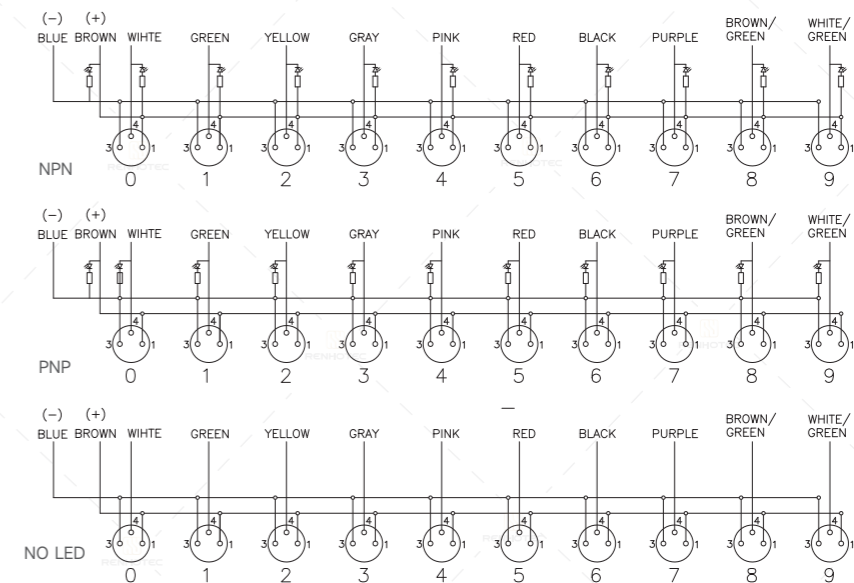 (-) (+)
BLUE BROWN WIHTE GREEN YELLOW GRAY PINK RED BLACK PURPLE BROWN/ GREEN WHITE/ GREEN
4 4 4 4 4 4 4 4 4 4
3 1 3 1 3 1 3 1 3 1 3 1 3 1 3 1 3 1 3 1
NPN
RENHOTEC
0 1 2 3 4 5 6 7 8 9
(-) (+)
BLUE BROWN WIHTE GREEN YELLOW GRAY PINK RED BLACK PURPLE BROWN/ GREEN WHITE/ GREEN
4 4 4 4 4 4 4 4 4 4
3 1 3 1 3 1 3 1 3 1 3 1 3 1 3 1 3 1 3 1
PNP
RENHOTEC
0 1 2 3 4 5 6 7 8 9
(-) (+)
BLUE BROWN WIHTE GREEN YELLOW GRAY PINK RED BLACK PURPLE BROWN/ GREEN WHITE/ GREEN
4 4 4 4 4 4 4 4 4 4
3 1 3 1 3 1 3 1 3 1 3 1 3 1 3 1 3 1 3 1
NO LED
RENHOTEC
0 1 2 3 4 5 6 7 8 9